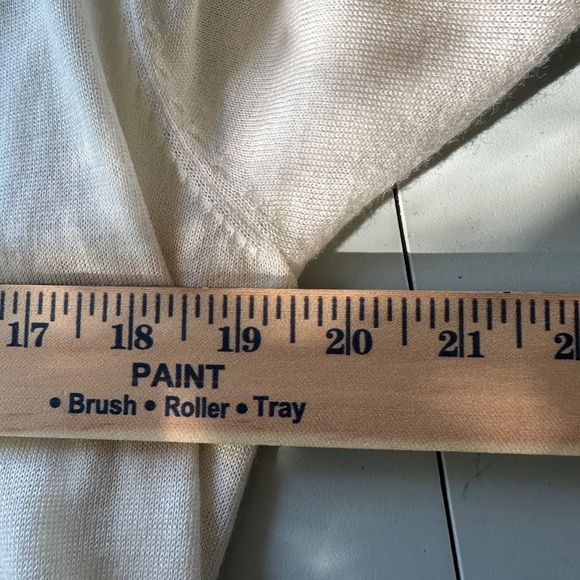 17 18 19 20 21 2
PAINT
• Brush • Roller • Tray